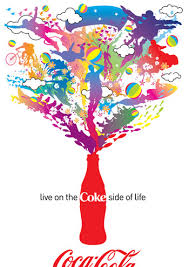 live on the Coke side of life
Coca-Cola